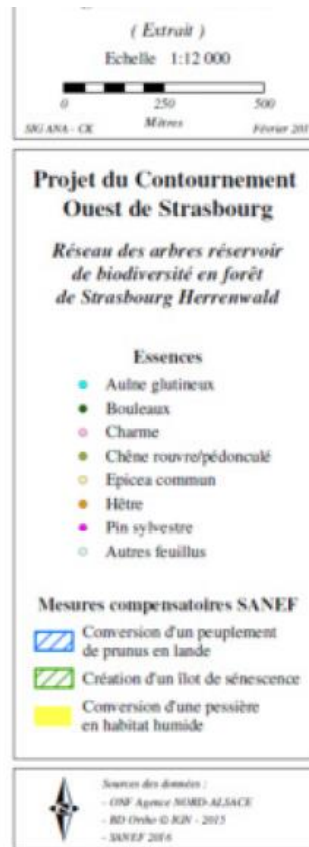 ( Extrait )
Echelle 1:12 000
0 250 500
Mètres
SIG ANA - CK Février 201
Projet du Contournement
Ouest de Strasbourg
Réseau des arbres réservoir
de biodiversité en forêt
de Strasbourg Herrenwald
Essences
Aulne glutineux
Bouleaux
Charme
Chêne rouvre/pédonculé
Epicea commun
Hêtre
Pin sylvestre
Autres feuillus
Mesures compensatoires SANEF
Conversion d'un peuplement
de prunus en lande
Création d'un îlot de sénescence
Conversion d'une pessière
en habitat humide
Sources des données :
- ONF Agence NORD-ALSACE
- BD Ortho © IGN - 2015
- SANEF 2016